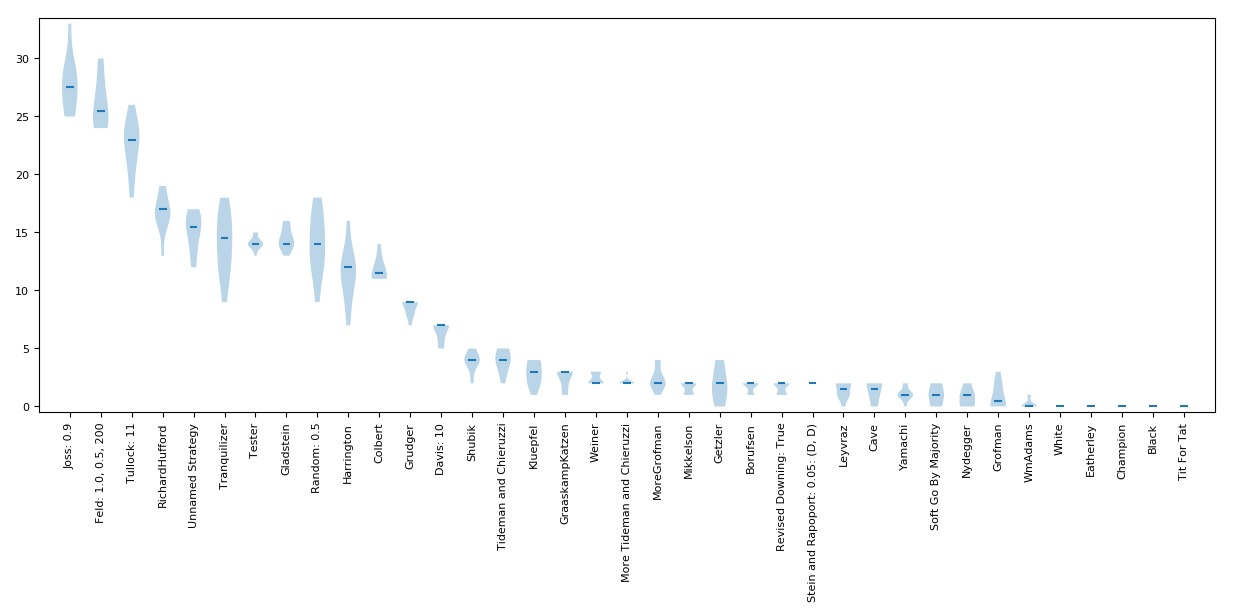 30
25
20
15
10
5
0
Joss: 0.9
Feld: 1.0, 0.5, 200
Tullock: 11
RichardHufford
Unnamed Strategy
Tranquilizer
Tester
Gladstein
Random: 0.5
Harrington
Colbert
Grudger
Davis: 10
Shubik
Tideman and Chieruzzi
Kluepfel
GraaskampKatzen
Weiner
More Tideman and Chieruzzi
MoreGrofman
Mikkelson
Getzler
Borufsen
Revised Downing: True
Stein and Rapoport: 0.05: (D, D)
Leyvraz
Cave
Yamachi
Soft Go By Majority
Nydegger
Grofman
WmAdams
White
Eatherley
Champion
Black
Tit For Tat